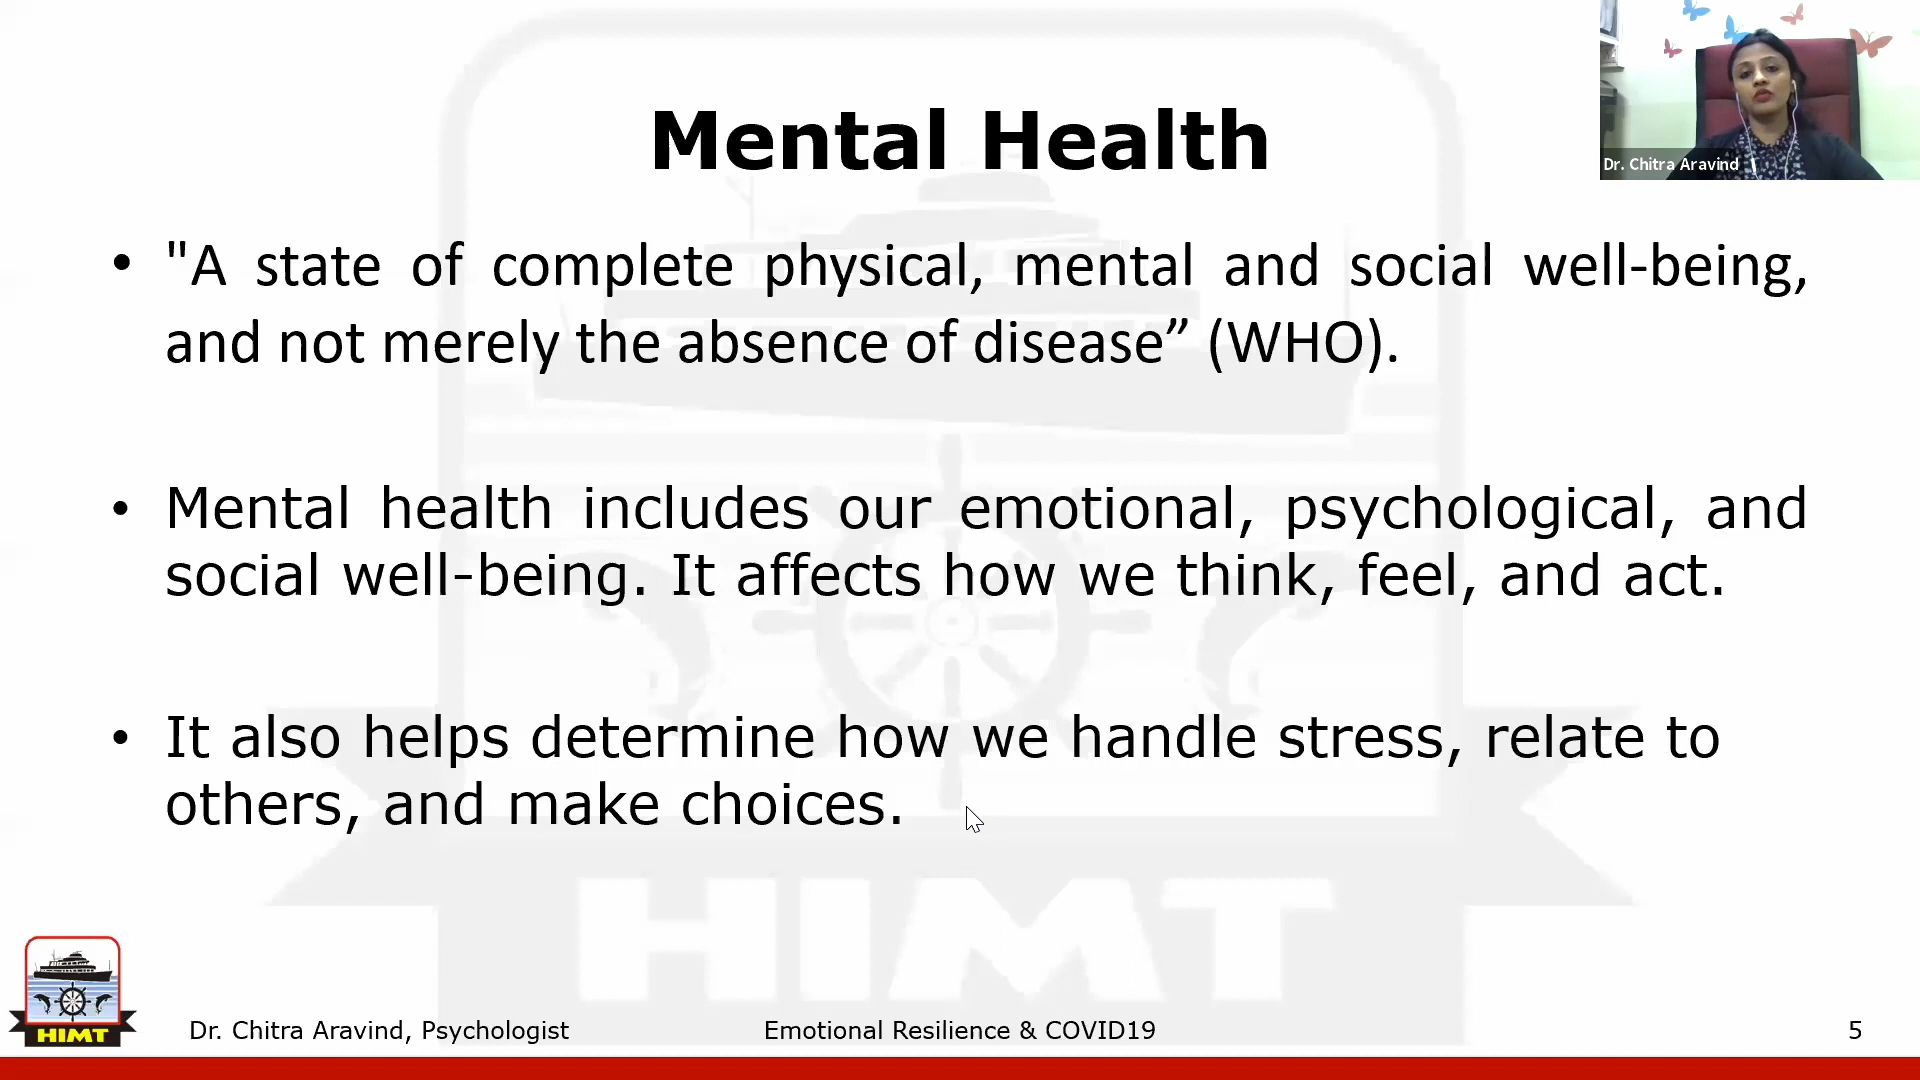 Mental Health
Dr. Chitra Aravind
• "A state of complete physical, mental and social well-being,
and not merely the absence of disease” (WHO).
• Mental health includes our emotional, psychological, and
social well-being. It affects how we think, feel, and act.
• It also helps determine how we handle stress, relate to
others, and make choices.
HIMT
HIMT
Dr. Chitra Aravind, Psychologist
Emotional Resilience & COVID19
5